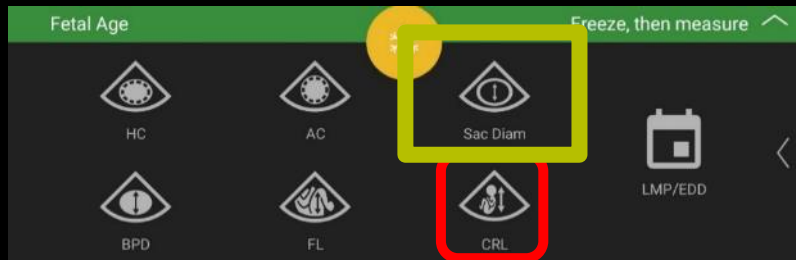 Fetal Age
Freeze, then measure
HC
AC
Sac Diam
LMP/EDD
BPD
FL
CRL